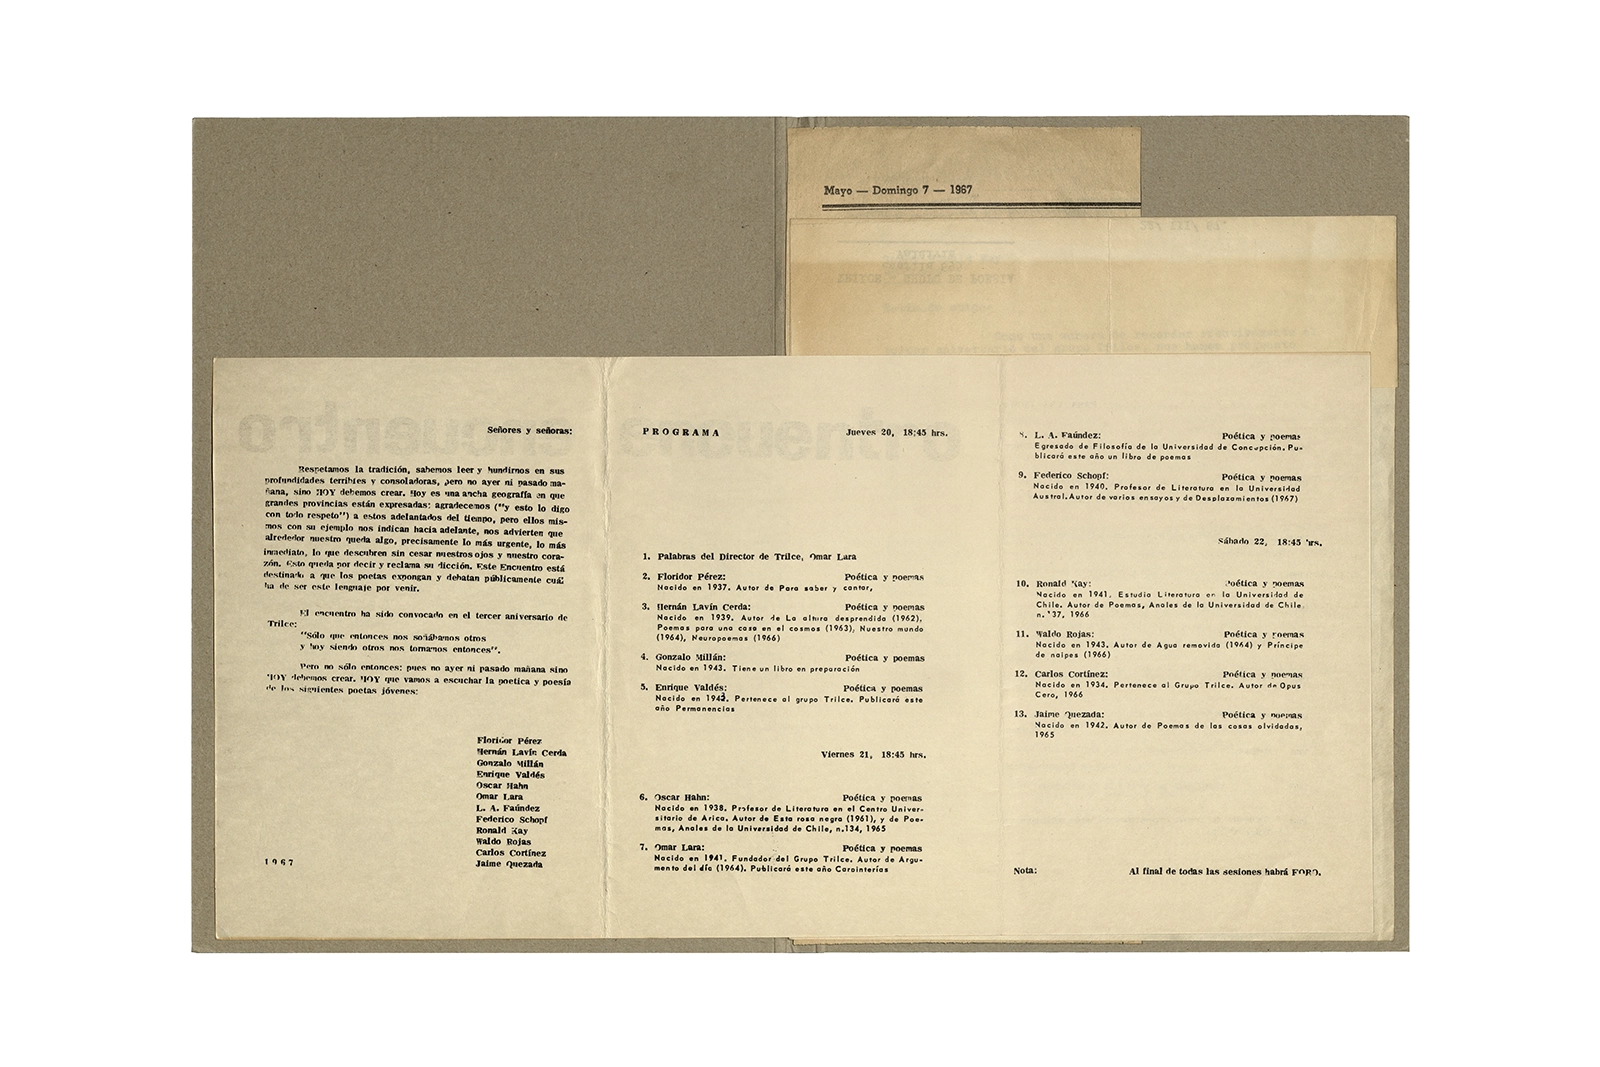 Mayo — Domingo 7 — 1967
Señores y señoras:
Respetamos la tradición, sabemos leer y hundirnos en sus
profundidades terribles y consoladoras, pero no ayer ni pasado ma-
ñana, sino HOY debemos crear. Hoy es una ancha geografía en que
grandes provincias están expresadas: agradecemos ("y esto lo digo
con todo respeto") a estos adelantados del tiempo, pero ellos mis-
mos con su ejemplo nos indican hacia adelante, nos advierten que
alrededor nuestro queda algo, precisamente lo más urgente, lo más
inmediato, lo que descubren sin cesar nuestros ojos y nuestro cora-
zón. Esto queda por decir y reclama su dicción. Este Encuentro está
destinado a que los poetas expongan y debatan públicamente cuál
ha de ser este lenguaje por venir.
El encuentro ha sido convocado en el tercer aniversario de
Trilce:
"Sólo que entonces nos soñábamos otros
y hoy siendo otros nos tornamos entonces".
Pero no sólo entonces: pues no ayer ni pasado mañana sino
HOY debemos crear. HOY que vamos a escuchar la poetica y poesía
de los siguientes poetas jóvenes:
Floridor Pérez
Hernán Lavín Cerda
Gonzalo Millán
Enrique Valdés
Oscar Hahn
Omar Lara
L. A. Faúndez
Federico Schopf
Ronald Kay
Waldo Rojas
Carlos Cortínez
Jaime Quezada
1967
PROGRAMA Jueves 20, 18:45 hrs.
1. Palabras del Director de Trilce, Omar Lara
2. Floridor Pérez: Poética y poemas
Nacido en 1937. Autor de Para saber y cantar,
3. Hernán Lavín Cerda: Poética y poemas
Nacido en 1939. Autor de La altura desprendida (1962),
Poemas para una casa en el cosmos (1963), Nuestro mundo
(1964), Neuropoemas (1966)
4. Gonzalo Millán: Poética y poemas
Nacido en 1943. Tiene un libro en preparación
5. Enrique Valdés: Poética y poemas
Nacido en 1943. Pertenece al grupo Trilce. Publicará este
año Permanencias
Viernes 21, 18:45 hrs.
6. Oscar Hahn: Poética y poemas
Nacido en 1938. Profesor de Literatura en el Centro Univer-
sitario de Arica. Autor de Esta rosa negra (1961), y de Poe-
mas, Anales de la Universidad de Chile, n.134, 1965
7. Omar Lara: Poética y poemas
Nacido en 1941. Fundador del Grupo Trilce. Autor de Argu-
mento del día (1964). Publicará este año Carainterías
8. L. A. Faúndez: Poética y poemas
Egresado de Filosofía de la Universidad de Concepción. Pu-
blicará este año un libro de poemas
9. Federico Schopf: Poética y poemas
Nacido en 1940. Profesor de Literatura en la Universidad
Austral. Autor de varios ensayos y de Desplazamientos (1967)
Sábado 22, 18:45 hrs.
10. Ronald Kay: Poética y poemas
Nacido en 1941. Estudia Literatura en la Universidad de
Chile. Autor de Poemas, Anales de la Universidad de Chile,
n.°37, 1966
11. Waldo Rojas: Poética y poemas
Nacido en 1943. Autor de Agua removida (1964) y Príncipe
de naipes (1966)
12. Carlos Cortínez: Poética y poemas
Nacido en 1934. Pertenece al Grupo Trilce. Autor de Opus
Cero, 1966
13. Jaime Quezada: Poética y poemas
Nacido en 1942. Autor de Poemas de las cosas olvidadas,
1965
Nota: Al final de todas las sesiones habrá FORO.